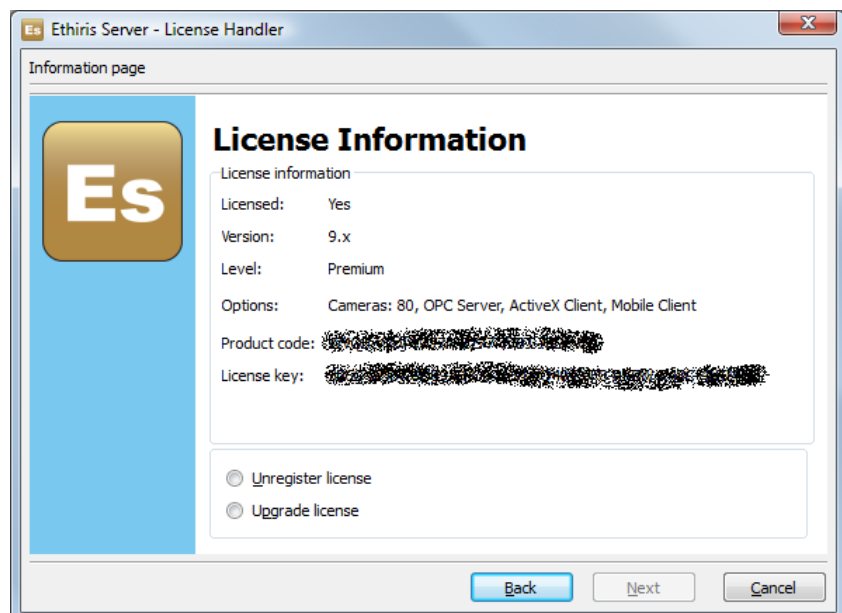 Es Ethiris Server - License Handler
Information page
Es
License Information
License information
Licensed: Yes
Version: 9.x
Level: Premium
Options: Cameras: 80, OPC Server, ActiveX Client, Mobile Client
Product code:
License key:
Unregister license
Upgrade license
Back Next Cancel